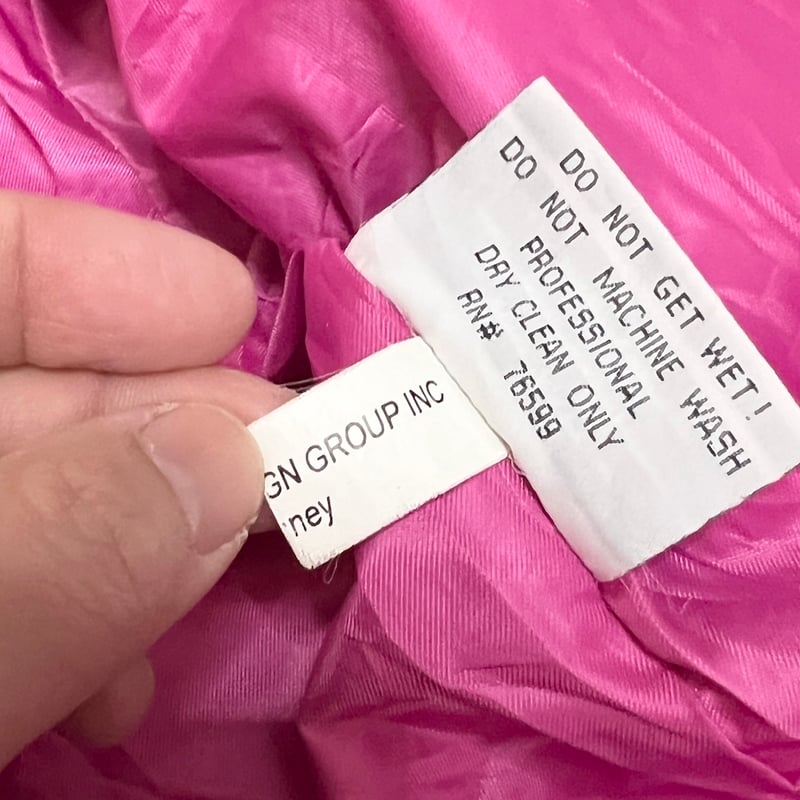 DO NOT GET WET!
DO NOT MACHINE WASH
PROFESSIONAL
DRY CLEAN ONLY
RN# 76599
GN GROUP INC
ney